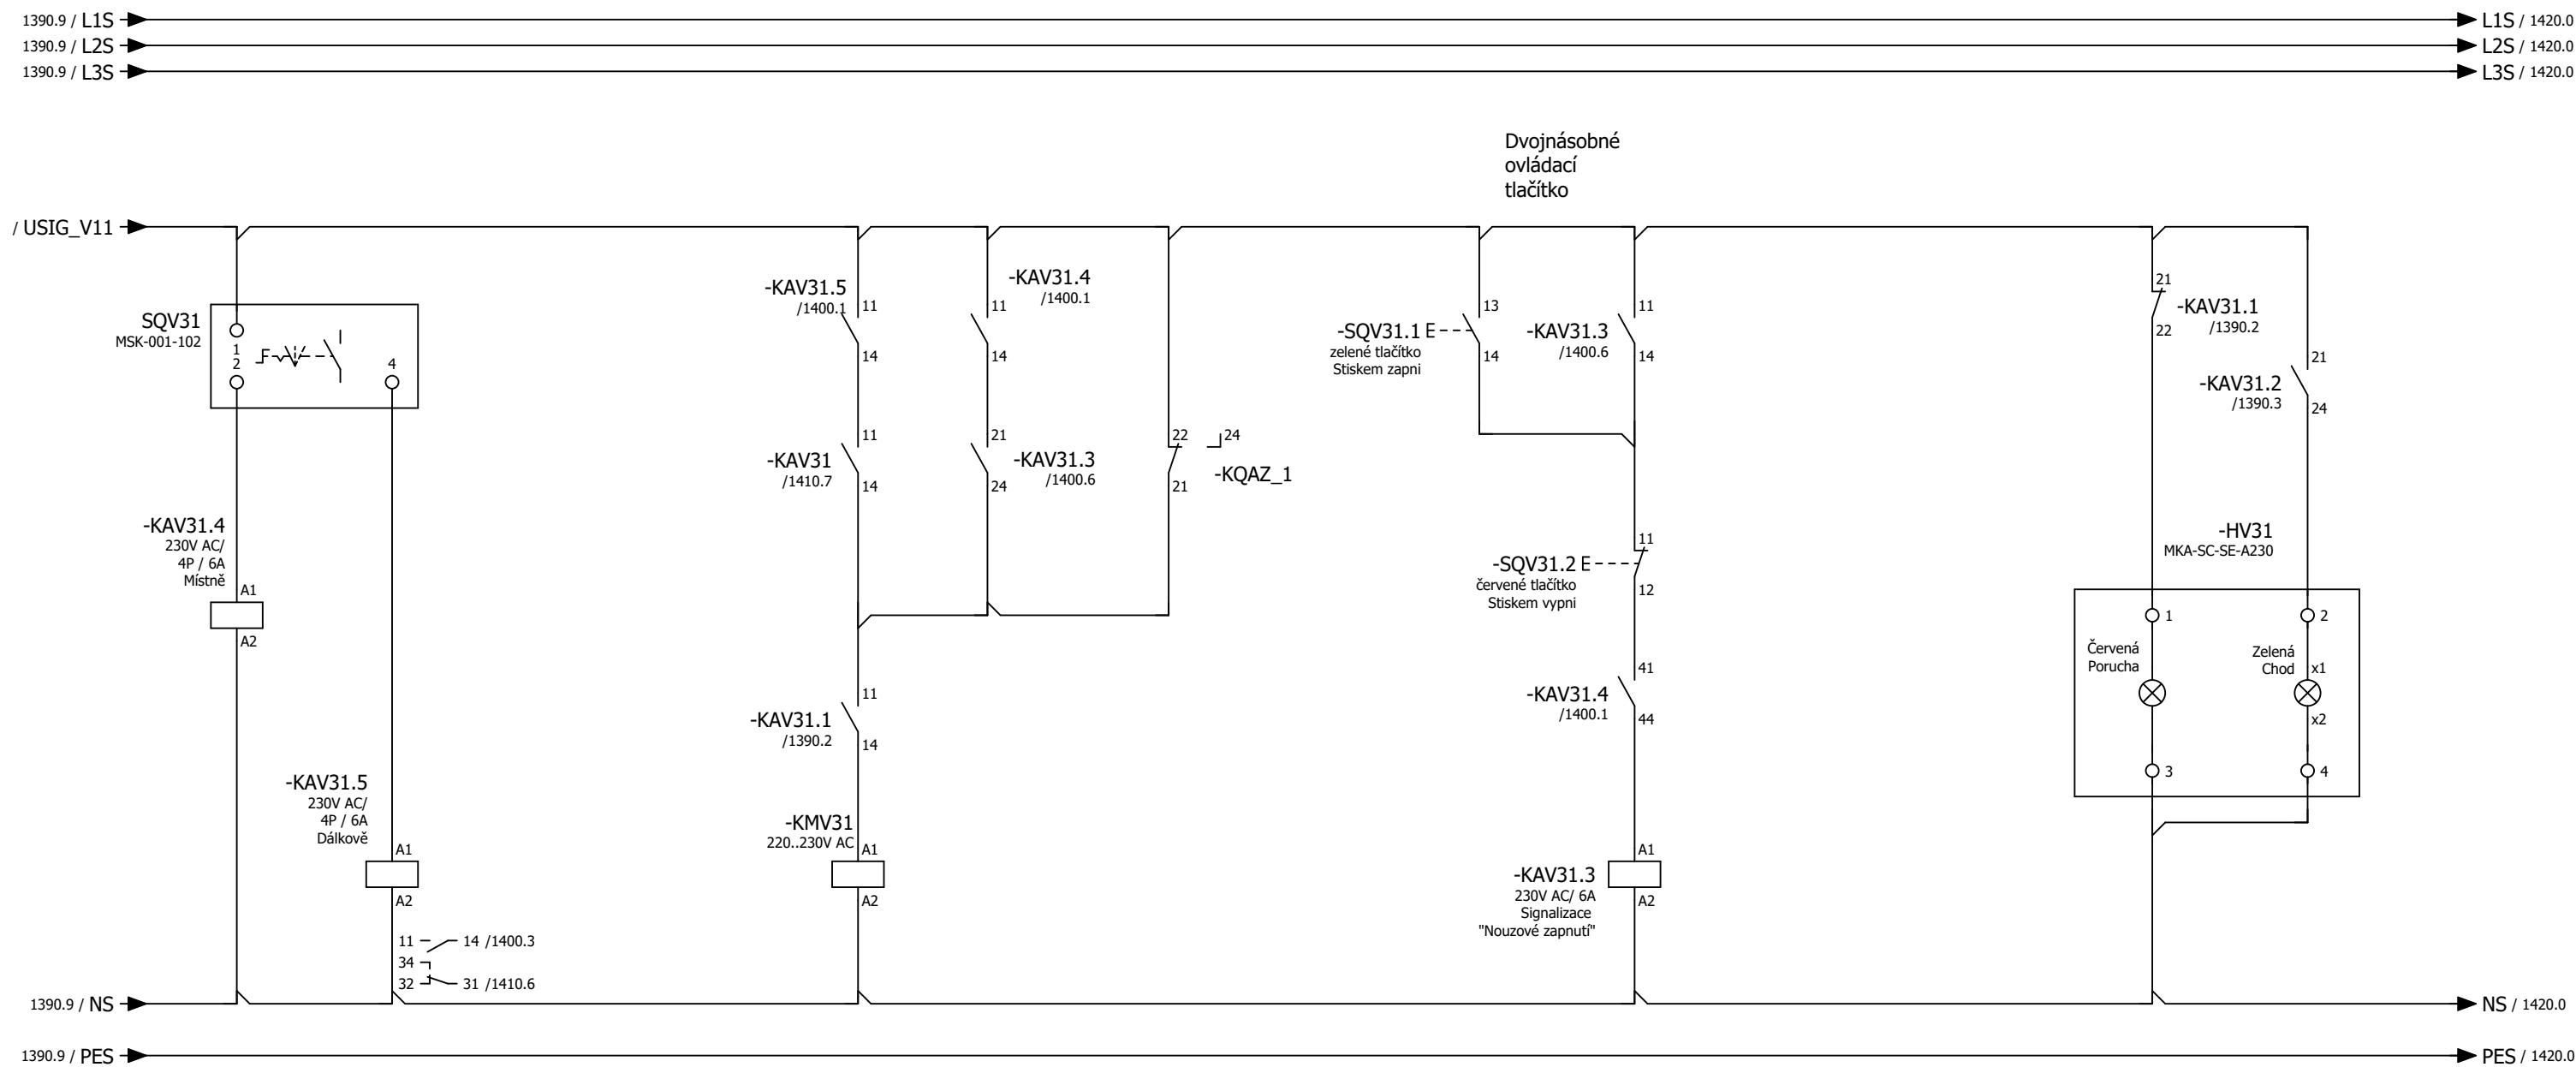 1390.9 / L1S
L1S / 1420.0
1390.9 / L2S
L2S / 1420.0
1390.9 / L3S
L3S / 1420.0
Dvojnásobné
ovládací
tlačítko
/ USIG_V11
SQV31
MSK-001-102
1
2
4
-KAV31.4
230V AC/
4P / 6A
Místně
A1
A2
-KAV31.5
230V AC/
4P / 6A
Dálkově
A1
A2
11
14 /1400.3
34
32
31 /1410.6
-KAV31.5
/1400.1
11
14
-KAV31
/1410.7
11
14
-KAV31.1
/1390.2
11
14
-KMV31
220..230V AC
A1
A2
-KAV31.4
/1400.1
11
14
-KAV31.3
/1400.6
21
24
22
24
-KQAZ_1
21
-SQV31.1 E
zelené tlačítko
Stiskem zapni
13
14
-KAV31.3
/1400.6
11
14
-SQV31.2 E
červené tlačítko
Stiskem vypni
11
12
-KAV31.4
/1400.1
41
44
-KAV31.3
230V AC/ 6A
Signalizace
"Nouzové zapnutí"
A1
A2
21
-KAV31.1
/1390.2
22
21
-KAV31.2
/1390.3
24
-HV31
MKA-SC-SE-A230
1
2
Červená
Porucha
Zelená
Chod
x1
x2
3
4
1390.9 / NS
NS / 1420.0
1390.9 / PES
PES / 1420.0